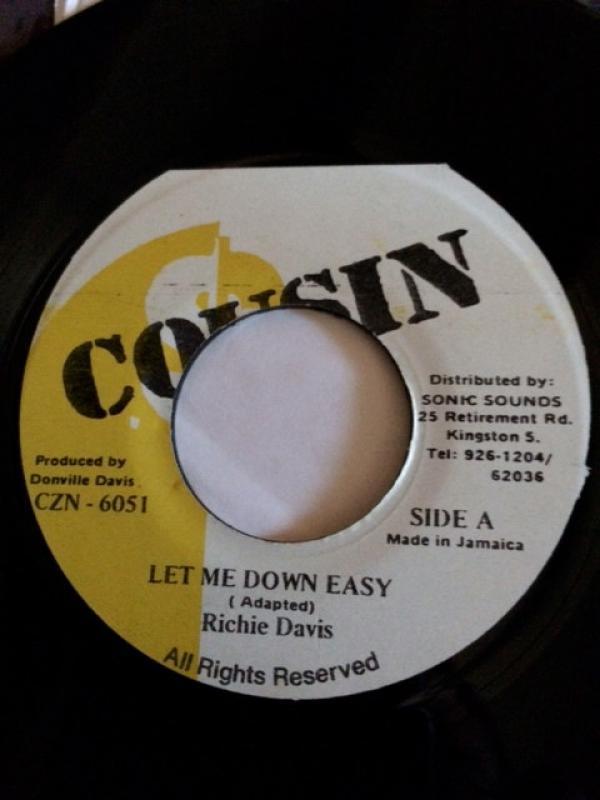 COUSIN
Distributed by:
SONIC SOUNDS
25 Retirement Rd.
Kingston 5.
Tel: 926-1204/
62036
Produced by
Donville Davis
CZN - 6051
SIDE A
Made in Jamaica
LET ME DOWN EASY
( Adapted)
Richie Davis
All Rights Reserved